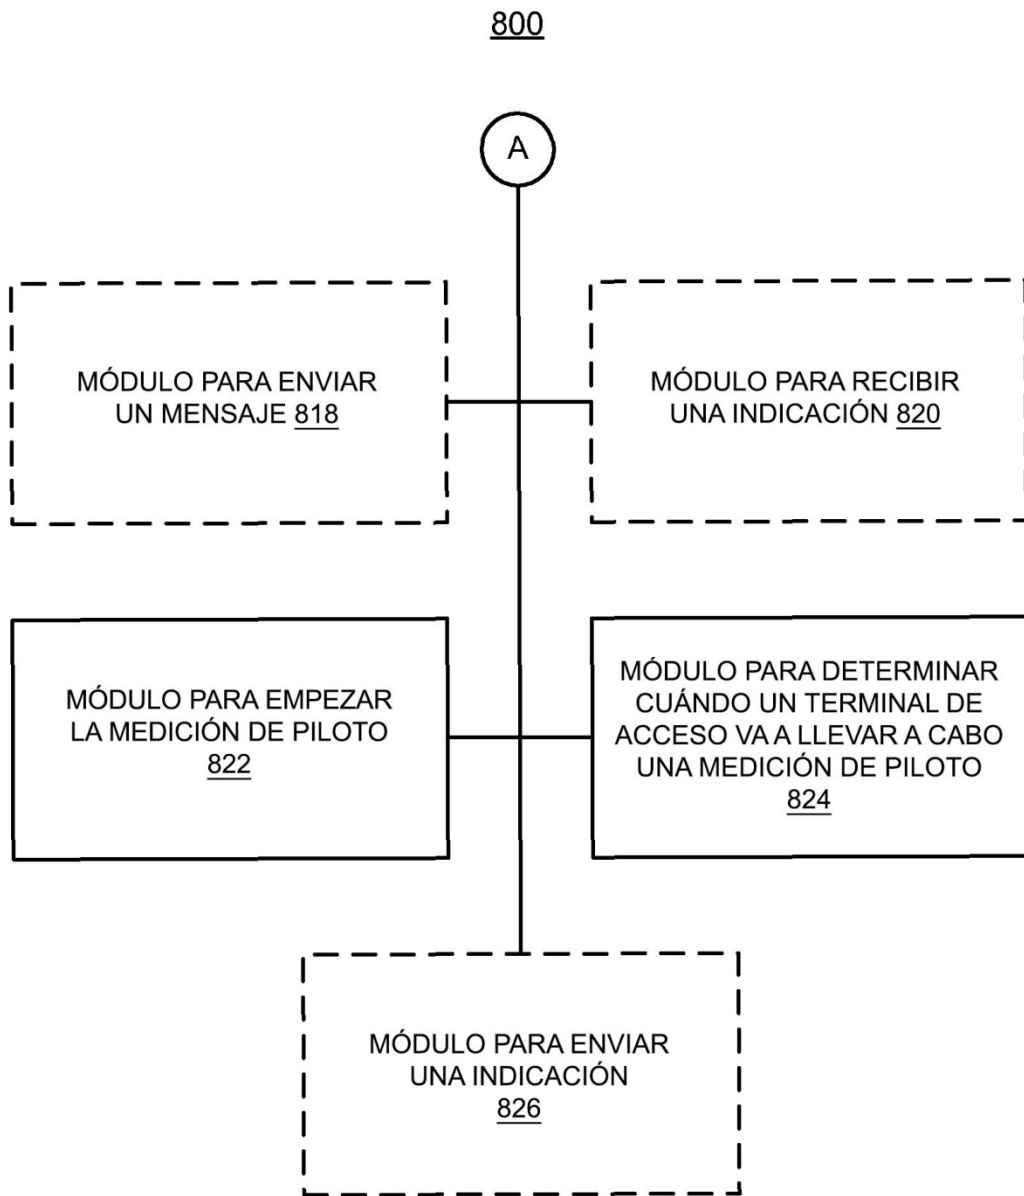 800
A
MÓDULO PARA ENVIAR
UN MENSAJE 818
MÓDULO PARA RECIBIR
UNA INDICACIÓN 820
MÓDULO PARA EMPEZAR
LA MEDICIÓN DE PILOTO
822
MÓDULO PARA DETERMINAR
CUÁNDO UN TERMINAL DE
ACCESO VA A LLEVAR A CABO
UNA MEDICIÓN DE PILOTO
824
MÓDULO PARA ENVIAR
UNA INDICACIÓN
826